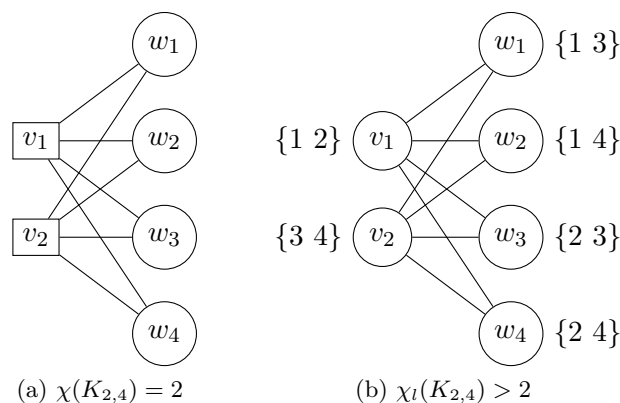 w₁ w₁ {1 3}
v₁ w₂ {1 2} v₁ w₂ {1 4}
v₂ w₃ {3 4} v₂ w₃ {2 3}
w₄ w₄ {2 4}
(a) χ(K₂,₄) = 2 (b) χₗ(K₂,₄) > 2